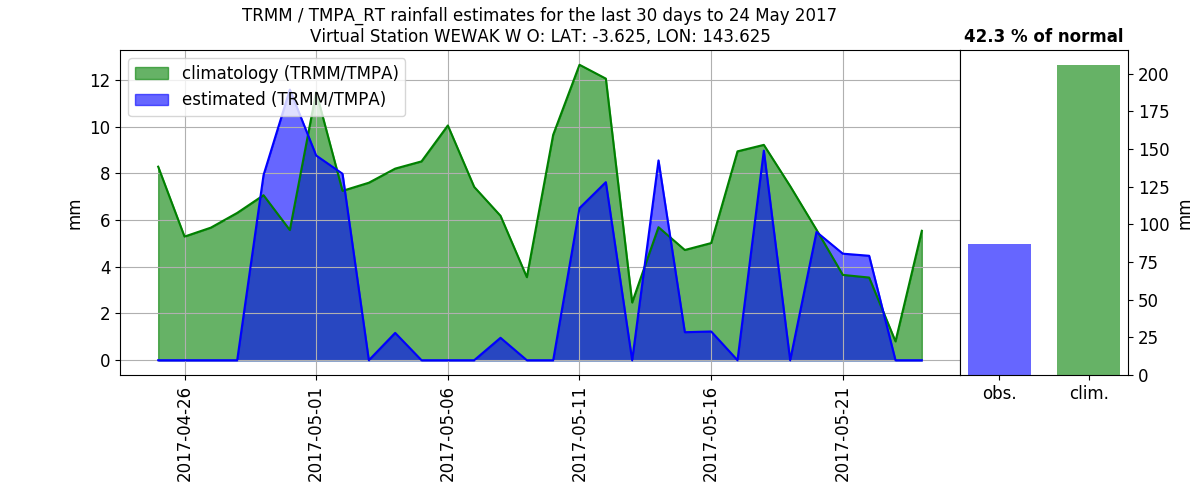 TRMM / TMPA_RT rainfall estimates for the last 30 days to 24 May 2017
Virtual Station WEWAK W O: LAT: -3.625, LON: 143.625
42.3 % of normal
climatology (TRMM/TMPA)
estimated (TRMM/TMPA)
mm
12
10
8
6
4
2
0
2017-04-26
2017-05-01
2017-05-06
2017-05-11
2017-05-16
2017-05-21
200
175
150
125
100
75
50
25
0
mm
obs.
clim.